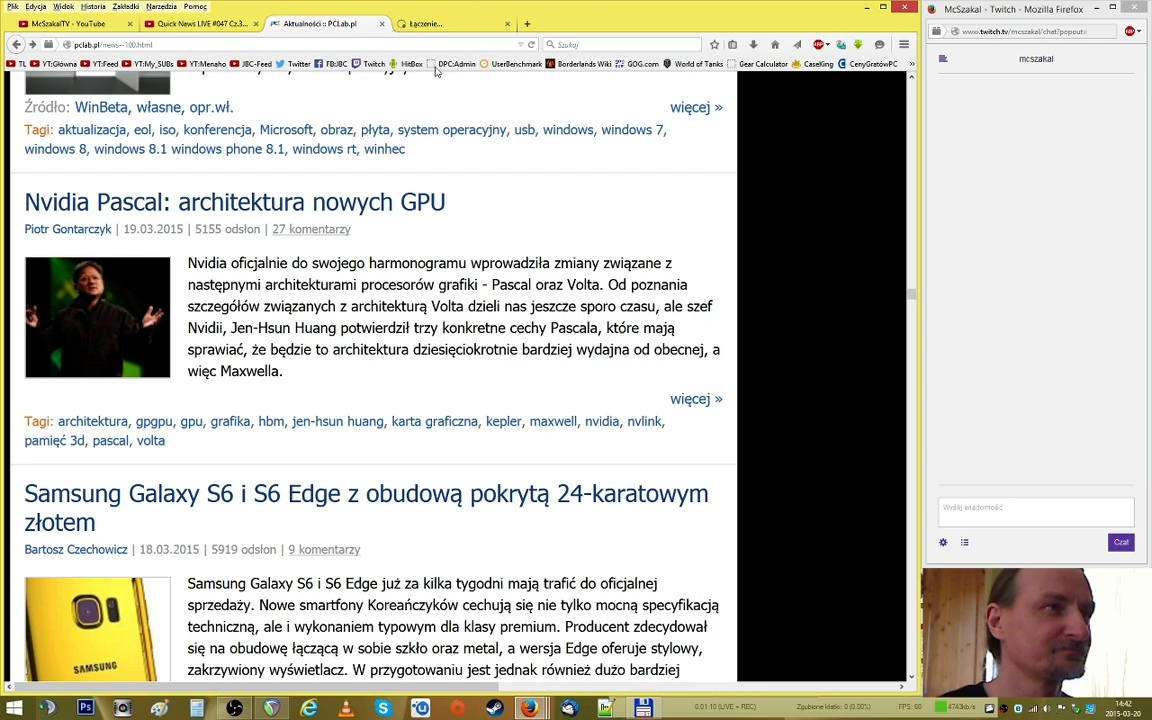 Plik Edycja Widok Historia Zakładki Narzędzia Pomoc
McSzakalTV - YouTube
Quick News LIVE #047 Cz.3...
Aktualności :: PCLab.pl
Łączenie...
pclab.pl/news--100.html
Szukaj
TL YT:Główna YT:Feed YT:My_SUBs YT:Menaho JBC-Feed Twitter FB:JBC Twitch HitBox DPC:Admin UserBenchmark Borderlands Wiki GOG.com World of Tanks Gear Calculator CaseKing CenyGratówPC
Źródło: WinBeta, własne, opr.wł.
więcej »
Tagi: aktualizacja, eol, iso, konferencja, Microsoft, obraz, płyta, system operacyjny, usb, windows, windows 7,
windows 8, windows 8.1 windows phone 8.1, windows rt, winhec
Nvidia Pascal: architektura nowych GPU
Piotr Gontarczyk | 19.03.2015 | 5155 odsłon | 27 komentarzy
Nvidia oficjalnie do swojego harmonogramu wprowadziła zmiany związane z
następnymi architekturami procesorów grafiki - Pascal oraz Volta. Od poznania
szczegółów związanych z architekturą Volta dzieli nas jeszcze sporo czasu, ale szef
Nvidii, Jen-Hsun Huang potwierdził trzy konkretne cechy Pascala, które mają
sprawiać, że będzie to architektura dziesięciokrotnie bardziej wydajna od obecnej, a
więc Maxwella.
więcej »
Tagi: architektura, gpgpu, gpu, grafika, hbm, jen-hsun huang, karta graficzna, kepler, maxwell, nvidia, nvlink,
pamięć 3d, pascal, volta
Samsung Galaxy S6 i S6 Edge z obudową pokrytą 24-karatowym
złotem
Bartosz Czechowicz | 18.03.2015 | 5919 odsłon | 9 komentarzy
SAMSUNG
Samsung Galaxy S6 i S6 Edge już za kilka tygodni mają trafić do oficjalnej
sprzedaży. Nowe smartfony Koreańczyków cechują się nie tylko mocną specyfikacją
techniczną, ale i wykonaniem typowym dla klasy premium. Producent zdecydował
się na obudowę łączącą w sobie szkło oraz metal, a wersja Edge oferuje stylowy,
zakrzywiony wyświetlacz. W przygotowaniu jest jednak również dużo bardziej
McSzakal - Twitch - Mozilla Firefox
www.twitch.tv/mcszakal/chat?popout=
mcszakal
Wyślij wiadomość
Czat
0:01:10 (LIVE + REC)
Zgubione klatki: 0 (0.00%)
FPS: 60
4743kb/s
14:42
2015-03-20